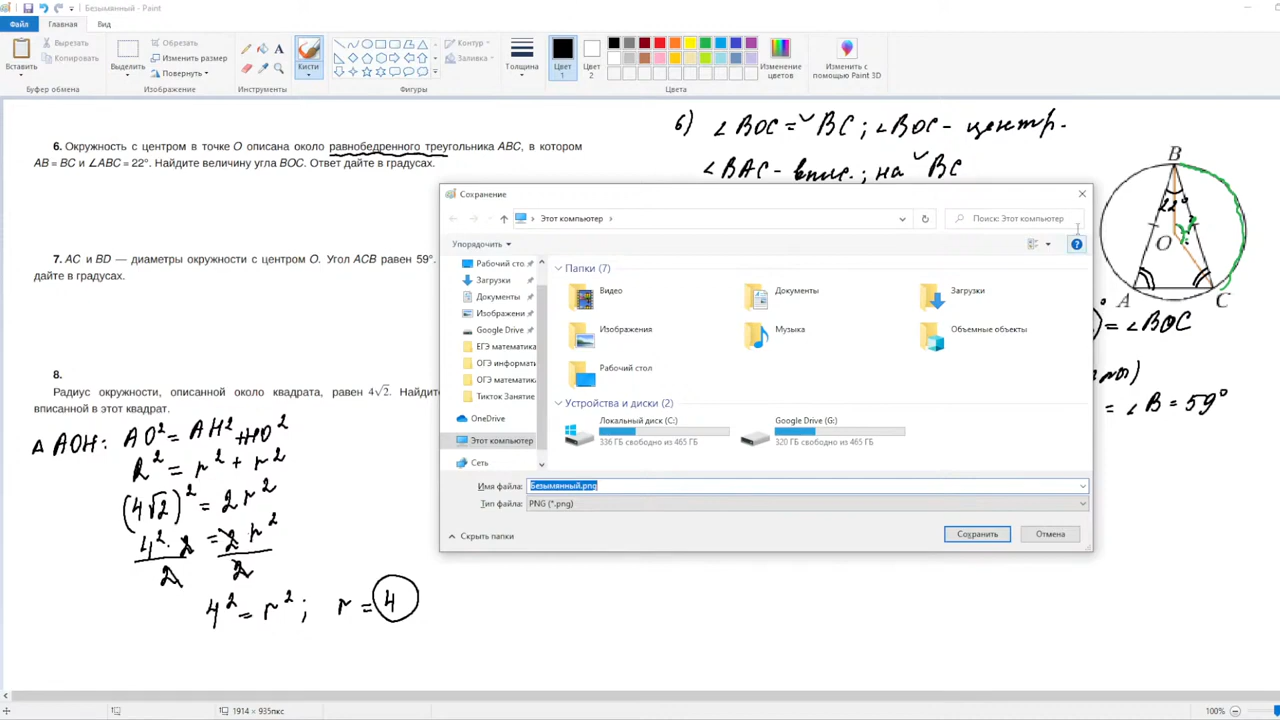 Безымянный - Paint
Файл
Главная
Вид
Вставить
Вырезать
Копировать
Выделить
Обрезать
Изменить размер
Повернуть
A
Кисти
Контур
Заливка
Толщина
Цвет 1
Цвет 2
Изменение цветов
Изменить с помощью Paint 3D
Буфер обмена
Изображение
Инструменты
Фигуры
Цвета
6. Окружность с центром в точке O описана около равнобедренного треугольника ABC, в котором
AB = BC и ∠ABC = 22°. Найдите величину угла BOC. Ответ дайте в градусах.
7. AC и BD — диаметры окружности с центром O. Угол ACB равен 59°.
дайте в градусах.
8.
Радиус окружности, описанной около квадрата, равен 4√2. Найдите
вписанной в этот квадрат.
Δ AOH: AO² = AH² + HO²
R² = r² + r²
(4√2)² = 2r²
4² · 2 = 2 r²
2 2
4² = r² ; r = 4
6) ∠BOC = ◡BC ; ∠BOC - центр.
∠BAC - впис. ; на ◡BC
B
22°
?
O
A
C
) = ∠BOC
= ∠B = 59°
Сохранение
Этот компьютер
Поиск: Этот компьютер
Упорядочить
Рабочий сто
Загрузки
Документы
Изображени
Google Drive (
ЕГЭ математика
ОГЭ информати
ОГЭ математика
Тикток Занятие
OneDrive
Этот компьютер
Сеть
Папки (7)
Видео
Документы
Загрузки
Изображения
Музыка
Объемные объекты
Рабочий стол
Устройства и диски (2)
Локальный диск (C:)
336 ГБ свободно из 465 ГБ
Google Drive (G:)
320 ГБ свободно из 465 ГБ
Имя файла: Безымянный.png
Тип файла: PNG (*.png)
Скрыть папки
Сохранить
Отмена
1914 × 935пкс
100%